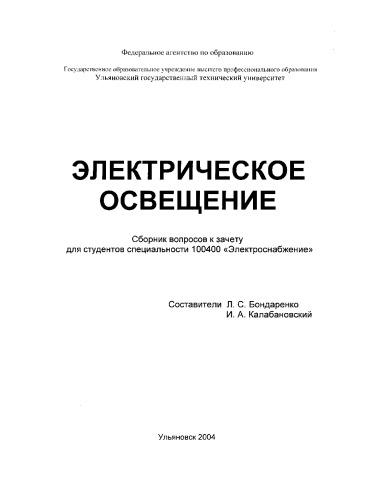 Федеральное агентство по образованию
Государственное образовательное учреждение высшего профессионального образования
Ульяновский государственный технический университет
ЭЛЕКТРИЧЕСКОЕ
ОСВЕЩЕНИЕ
Сборник вопросов к зачету
для студентов специальности 100400 «Электроснабжение»
Составители Л. С. Бондаренко
И. А. Калабановский
Ульяновск 2004